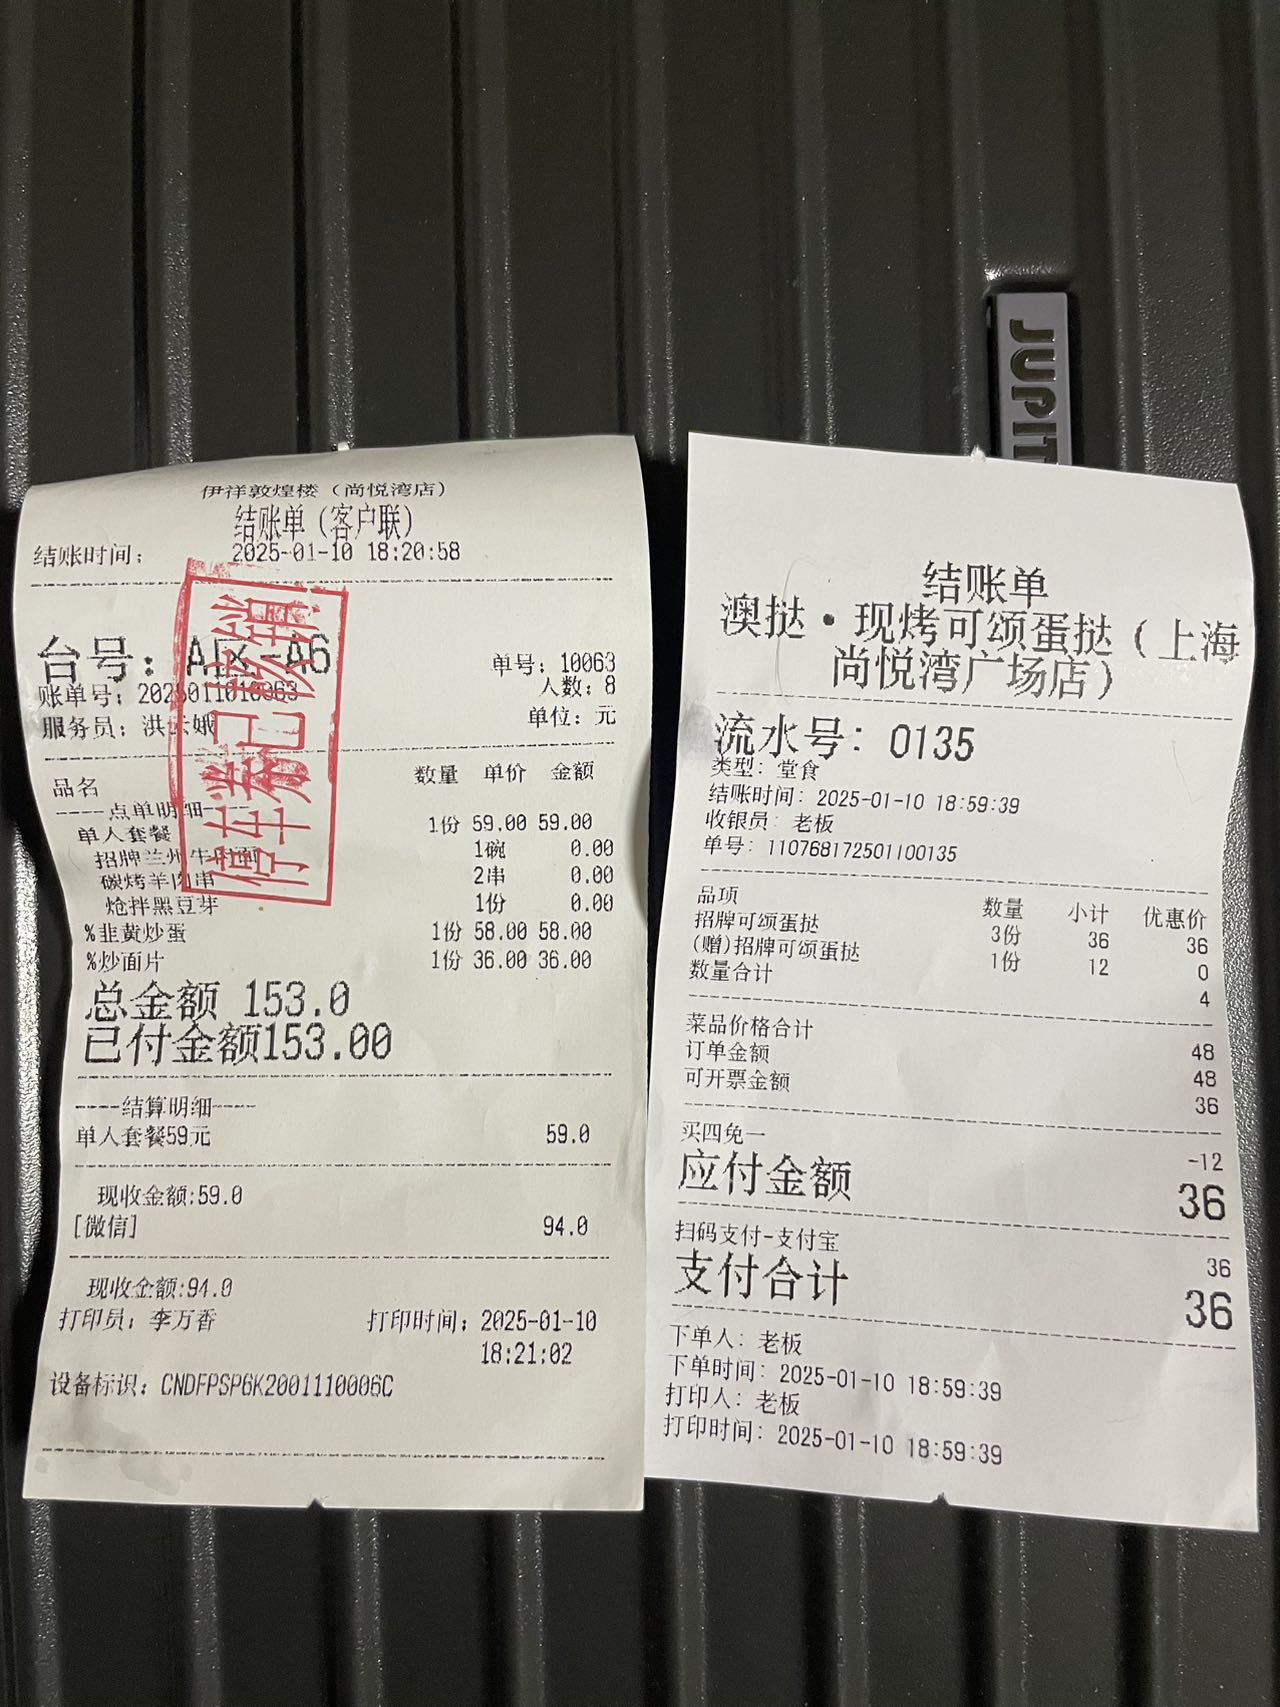 JUPIT
伊祥敦煌楼（尚悦湾店）
结账单（客户联）
结账时间： 2025-01-10 18:20:58
台号： A区-A6
单号：10063
账单号：2025011010063
人数：8
服务员：洪云娥
单位：元
停车券已核销
品名 数量 单价 金额
----点单明细----
单人套餐 1份 59.00 59.00
招牌兰州牛肉面 1碗 0.00
碳烤羊肉串 2串 0.00
炝拌黑豆芽 1份 0.00
%韭黄炒蛋 1份 58.00 58.00
%炒面片 1份 36.00 36.00
总金额 153.0
已付金额153.00
----结算明细----
单人套餐59元 59.0
现收金额:59.0
[微信] 94.0
现收金额:94.0
打印员：李万香 打印时间：2025-01-10
18:21:02
设备标识：CNDFPSP6K2001110006C
结账单
澳挞·现烤可颂蛋挞（上海
尚悦湾广场店）
流水号：0135
类型：堂食
结账时间：2025-01-10 18:59:39
收银员：老板
单号：110768172501100135
品项 数量 小计 优惠价
招牌可颂蛋挞 3份 36 36
(赠)招牌可颂蛋挞 1份 12 0
数量合计 4
菜品价格合计 48
订单金额 48
可开票金额 36
买四免一 -12
应付金额 36
扫码支付-支付宝 36
支付合计 36
下单人：老板
下单时间：2025-01-10 18:59:39
打印人：老板
打印时间：2025-01-10 18:59:39